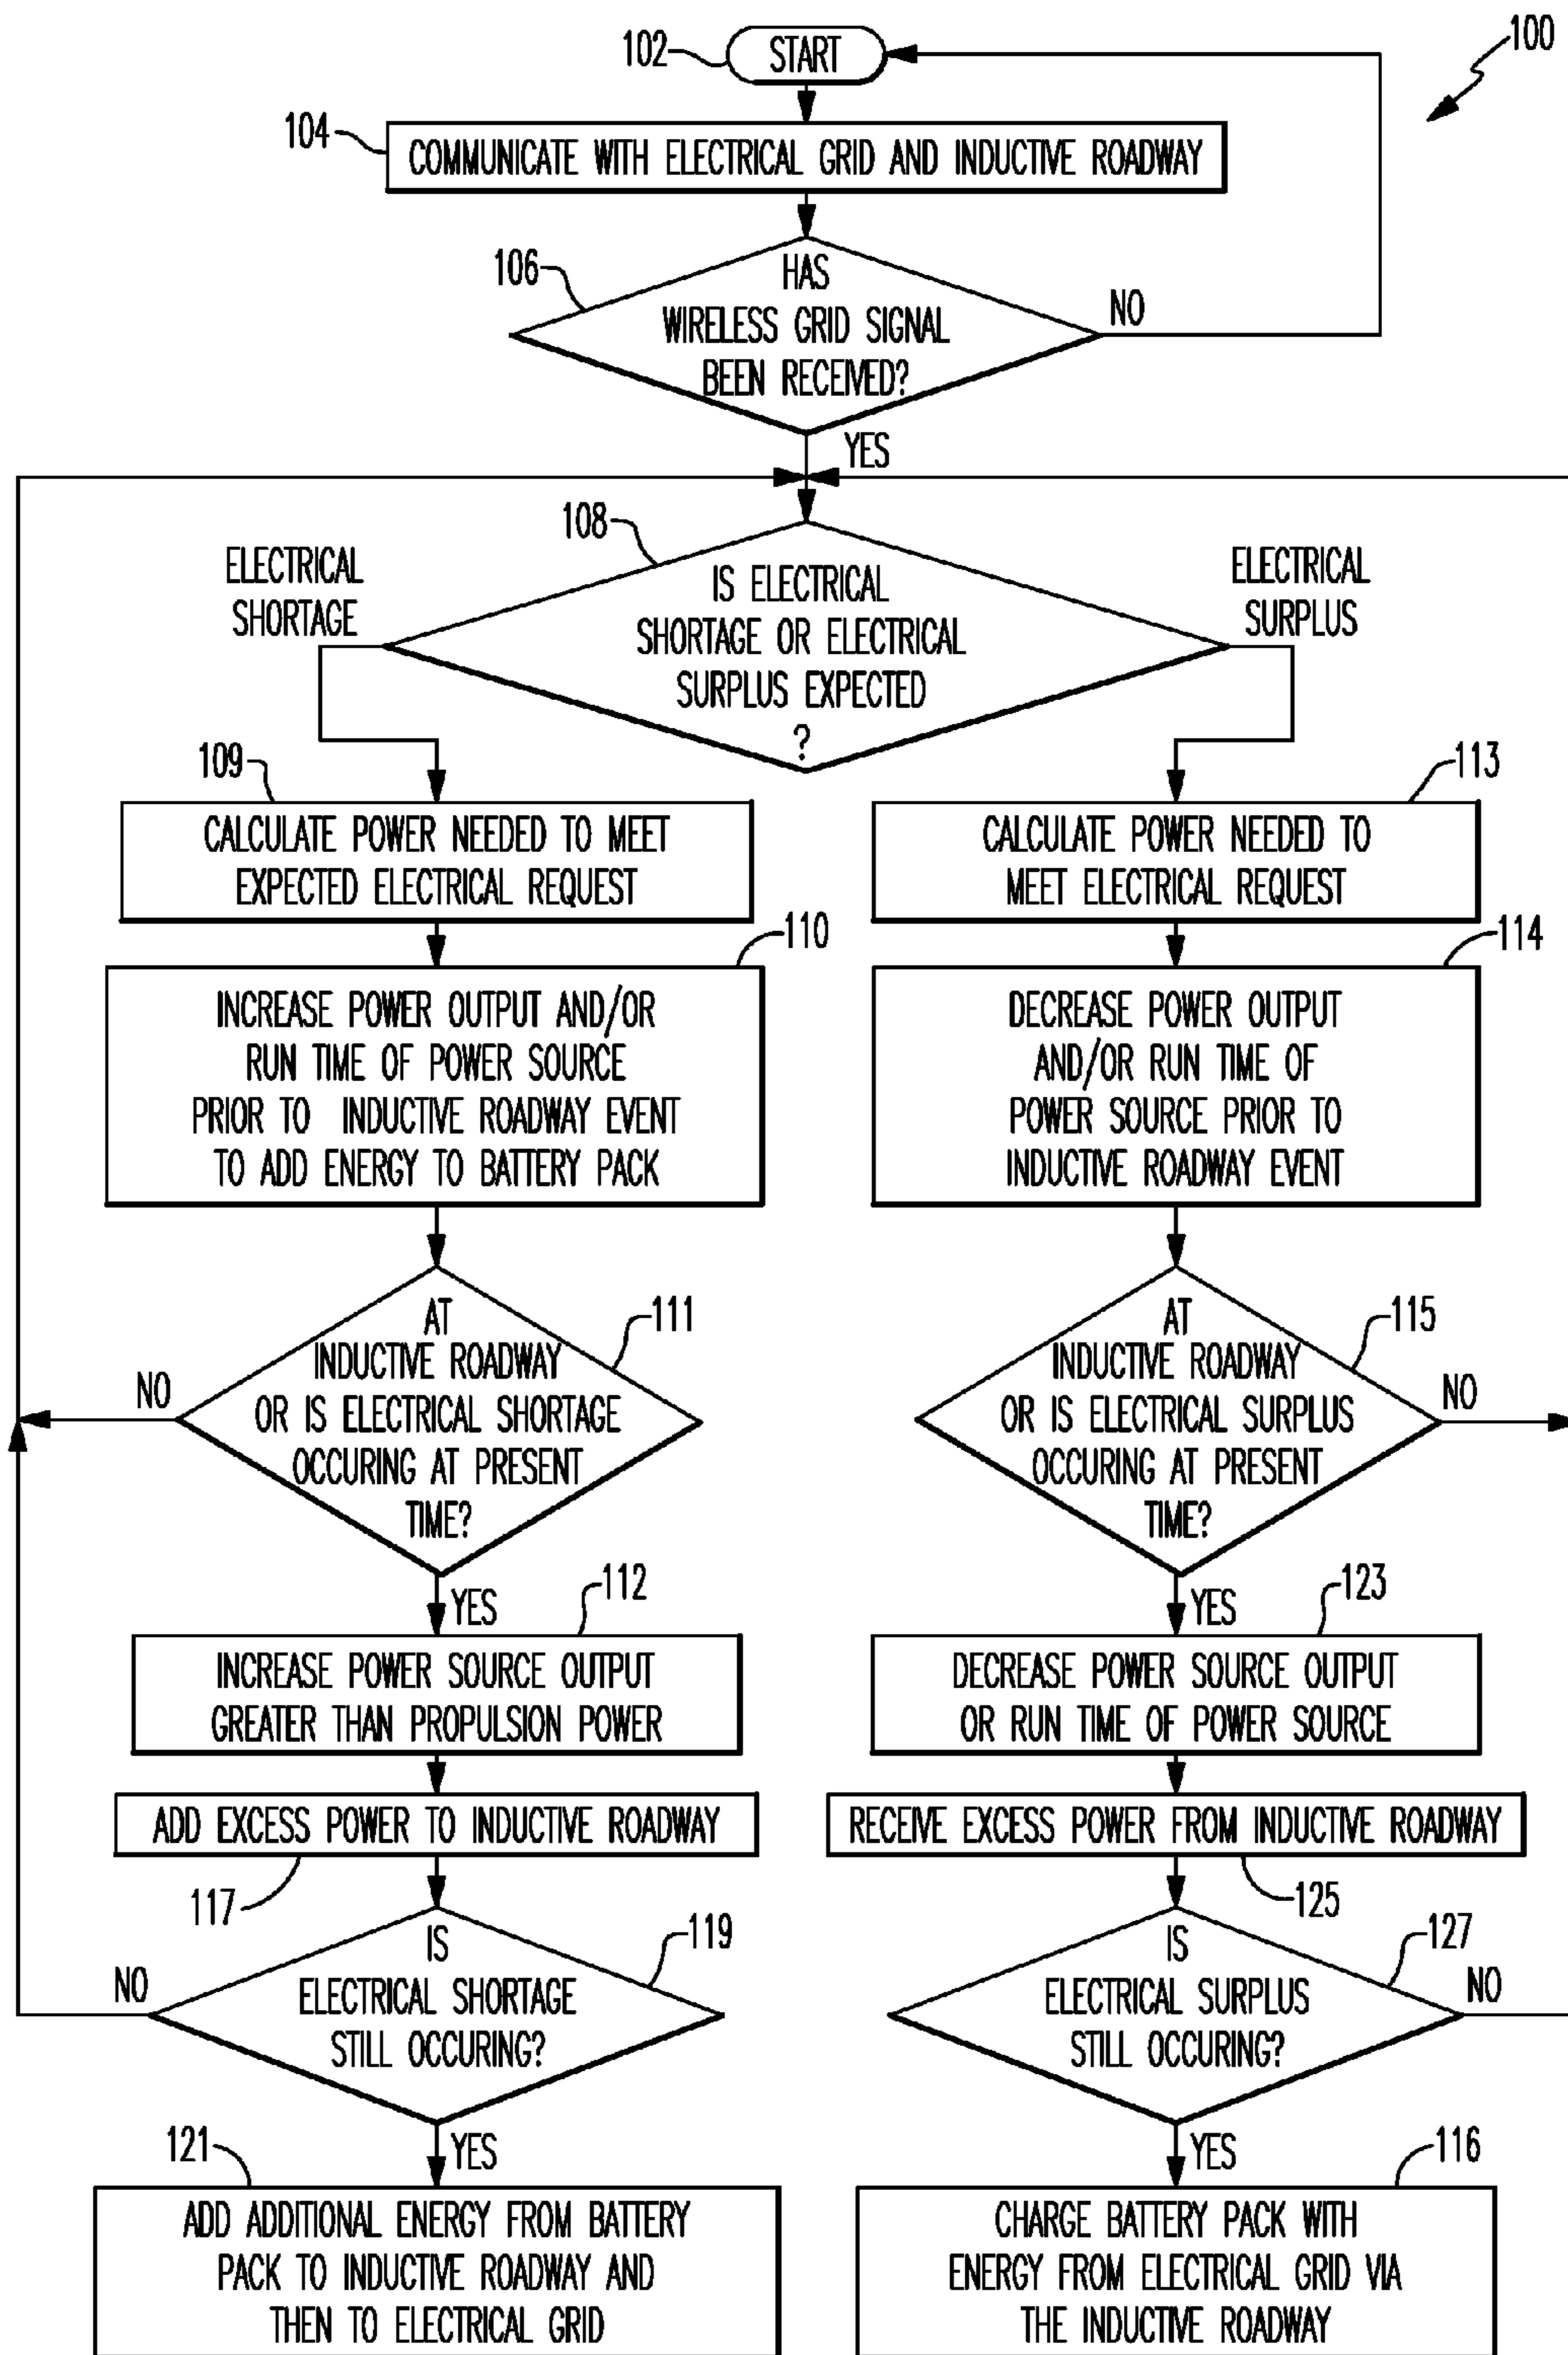 100
102
START
104
COMMUNICATE WITH ELECTRICAL GRID AND INDUCTIVE ROADWAY
106
HAS
WIRELESS GRID SIGNAL
BEEN RECEIVED?
NO
YES
108
ELECTRICAL
SHORTAGE
IS ELECTRICAL
SHORTAGE OR ELECTRICAL
SURPLUS EXPECTED
?
ELECTRICAL
SURPLUS
109
CALCULATE POWER NEEDED TO MEET
EXPECTED ELECTRICAL REQUEST
113
CALCULATE POWER NEEDED TO
MEET ELECTRICAL REQUEST
110
INCREASE POWER OUTPUT AND/OR
RUN TIME OF POWER SOURCE
PRIOR TO INDUCTIVE ROADWAY EVENT
TO ADD ENERGY TO BATTERY PACK
114
DECREASE POWER OUTPUT
AND/OR RUN TIME OF
POWER SOURCE PRIOR TO
INDUCTIVE ROADWAY EVENT
111
AT
INDUCTIVE ROADWAY
OR IS ELECTRICAL SHORTAGE
OCCURING AT PRESENT
TIME?
NO
YES
115
AT
INDUCTIVE ROADWAY
OR IS ELECTRICAL SURPLUS
OCCURING AT PRESENT
TIME?
NO
YES
112
INCREASE POWER SOURCE OUTPUT
GREATER THAN PROPULSION POWER
123
DECREASE POWER SOURCE OUTPUT
OR RUN TIME OF POWER SOURCE
ADD EXCESS POWER TO INDUCTIVE ROADWAY
117
RECEIVE EXCESS POWER FROM INDUCTIVE ROADWAY
125
119
IS
ELECTRICAL SHORTAGE
STILL OCCURING?
NO
YES
127
IS
ELECTRICAL SURPLUS
STILL OCCURING?
NO
YES
121
ADD ADDITIONAL ENERGY FROM BATTERY
PACK TO INDUCTIVE ROADWAY AND
THEN TO ELECTRICAL GRID
116
CHARGE BATTERY PACK WITH
ENERGY FROM ELECTRICAL GRID VIA
THE INDUCTIVE ROADWAY